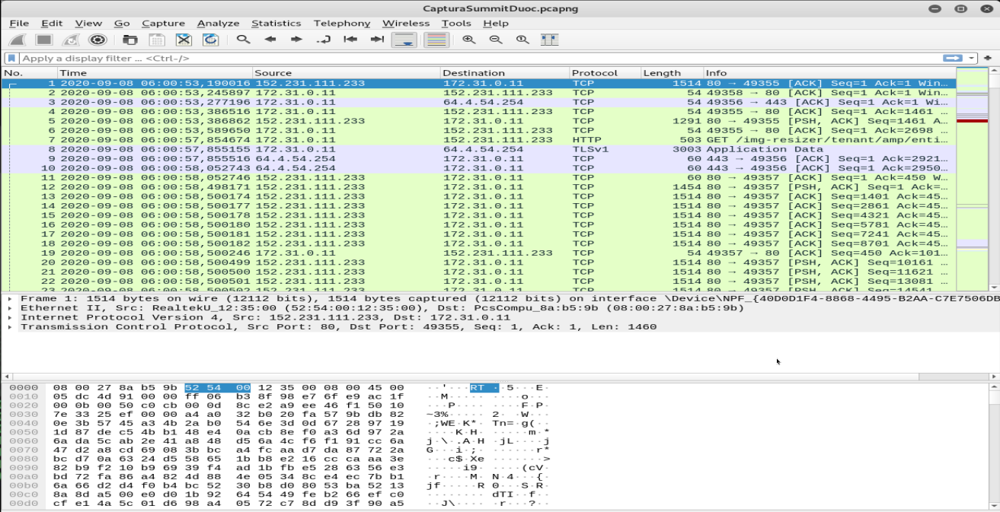 CapturaSummitDuoc.pcapng
File Edit View Go Capture Analyze Statistics Telephony Wireless Tools Help
Apply a display filter ... <Ctrl-/>
No. Time Source Destination Protocol Length Info
1 2020-09-08 06:00:53,190016 152.231.111.233 172.31.0.11 TCP 1514 80 → 49355 [ACK] Seq=1 Ack=1 Win…
2 2020-09-08 06:00:53,245897 172.31.0.11 152.231.111.233 TCP 54 49358 → 80 [ACK] Seq=1 Ack=1 Win…
3 2020-09-08 06:00:53,277196 172.31.0.11 64.4.54.254 TCP 54 49356 → 443 [ACK] Seq=1 Ack=1 Wi…
4 2020-09-08 06:00:53,386516 172.31.0.11 152.231.111.233 TCP 54 49355 → 80 [ACK] Seq=1 Ack=1461 …
5 2020-09-08 06:00:53,386862 152.231.111.233 172.31.0.11 TCP 1291 80 → 49355 [PSH, ACK] Seq=1461 A…
6 2020-09-08 06:00:53,589650 172.31.0.11 152.231.111.233 TCP 54 49355 → 80 [ACK] Seq=1 Ack=2698 …
7 2020-09-08 06:00:57,854674 172.31.0.11 152.231.111.233 HTTP 503 GET /img-resizer/tenant/amp/enti…
8 2020-09-08 06:00:57,855155 172.31.0.11 64.4.54.254 TLSv1 3003 Application Data
9 2020-09-08 06:00:57,855516 64.4.54.254 172.31.0.11 TCP 60 443 → 49356 [ACK] Seq=1 Ack=2921…
10 2020-09-08 06:00:58,052743 64.4.54.254 172.31.0.11 TCP 60 443 → 49356 [ACK] Seq=1 Ack=2950…
11 2020-09-08 06:00:58,052746 152.231.111.233 172.31.0.11 TCP 60 80 → 49357 [ACK] Seq=1 Ack=450 W…
12 2020-09-08 06:00:58,498171 152.231.111.233 172.31.0.11 TCP 1454 80 → 49357 [PSH, ACK] Seq=1 Ack=…
13 2020-09-08 06:00:58,500174 152.231.111.233 172.31.0.11 TCP 1514 80 → 49357 [ACK] Seq=1401 Ack=45…
14 2020-09-08 06:00:58,500177 152.231.111.233 172.31.0.11 TCP 1514 80 → 49357 [ACK] Seq=2861 Ack=45…
15 2020-09-08 06:00:58,500178 152.231.111.233 172.31.0.11 TCP 1514 80 → 49357 [ACK] Seq=4321 Ack=45…
16 2020-09-08 06:00:58,500180 152.231.111.233 172.31.0.11 TCP 1514 80 → 49357 [ACK] Seq=5781 Ack=45…
17 2020-09-08 06:00:58,500181 152.231.111.233 172.31.0.11 TCP 1514 80 → 49357 [ACK] Seq=7241 Ack=45…
18 2020-09-08 06:00:58,500182 152.231.111.233 172.31.0.11 TCP 1514 80 → 49357 [ACK] Seq=8701 Ack=45…
19 2020-09-08 06:00:58,500246 172.31.0.11 152.231.111.233 TCP 54 49357 → 80 [ACK] Seq=450 Ack=101…
20 2020-09-08 06:00:58,500499 152.231.111.233 172.31.0.11 TCP 1514 80 → 49357 [PSH, ACK] Seq=10161 …
21 2020-09-08 06:00:58,500500 152.231.111.233 172.31.0.11 TCP 1514 80 → 49357 [PSH, ACK] Seq=11621 …
22 2020-09-08 06:00:58,500501 152.231.111.233 172.31.0.11 TCP 1514 80 → 49357 [PSH, ACK] Seq=13081 …
23 2020-09-08 06:00:58,500502 152.231.111.233 172.31.0.11 TCP 1514 80 → 49357 [PSH, ACK] Seq=14541 …
Frame 1: 1514 bytes on wire (12112 bits), 1514 bytes captured (12112 bits) on interface \Device\NPF_{40D0D1F4-8868-4495-B2AA-C7E7506DB
Ethernet II, Src: RealtekU_12:35:00 (52:54:00:12:35:00), Dst: PcsCompu_8a:b5:9b (08:00:27:8a:b5:9b)
Internet Protocol Version 4, Src: 152.231.111.233, Dst: 172.31.0.11
Transmission Control Protocol, Src Port: 80, Dst Port: 49355, Seq: 1, Ack: 1, Len: 1460
0000 08 00 27 8a b5 9b 52 54 00 12 35 00 08 00 45 00 ··'···RT··5···E·
0010 05 dc 4d 91 00 00 ff 06 b3 8f 98 e7 6f e9 ac 1f ··M·········o···
0020 00 0b 00 50 c0 cb 00 0d 8c e2 a9 ee 46 f1 50 10 ···P········F·P·
0030 7e 33 25 ef 00 00 a4 a0 32 b0 20 fa 57 9b db 82 ~3%·····2· ·W···
0040 0e 3b 57 45 a3 4b 2a b0 54 6e 3d 0d 67 28 97 19 ·;WE·K*·Tn=·g(··
0050 1d 87 de c5 4b b1 48 e4 0a cb 8e f0 a3 6d 97 2a ····K·H······m·*
0060 6a da 5c ab 2e 41 a8 48 d5 6a 4c f6 f1 91 cc 6a j·\·.A·H·jL····j
0070 47 d2 a8 cd 69 08 3b bc a4 fc aa d7 da 87 72 2a G···i·;·······r*
0080 bc d7 0a 63 24 d5 58 65 1b b8 e2 16 cc ca aa 3e ···c$·Xe·······>
0090 82 b9 f2 10 b9 69 39 f4 ad 1b fb e5 28 63 56 e3 ·····i9·····(cV·
00a0 bd 72 fa 86 a4 82 4d 88 4e 05 34 8c e4 ec 7b b1 ·r····M·N·4···{·
00b0 6a 66 d2 d4 f0 b4 bc 52 30 b8 d0 80 53 ba 52 13 jf·····R0···S·R·
00c0 8a 8d a5 00 e0 d0 1b 92 64 54 49 fe b2 66 ef c0 ········dTI··f··
00d0 cf e1 4a 5c 01 d6 98 a4 05 72 c7 8d d9 3f 90 a5 ··J\·····r···?··